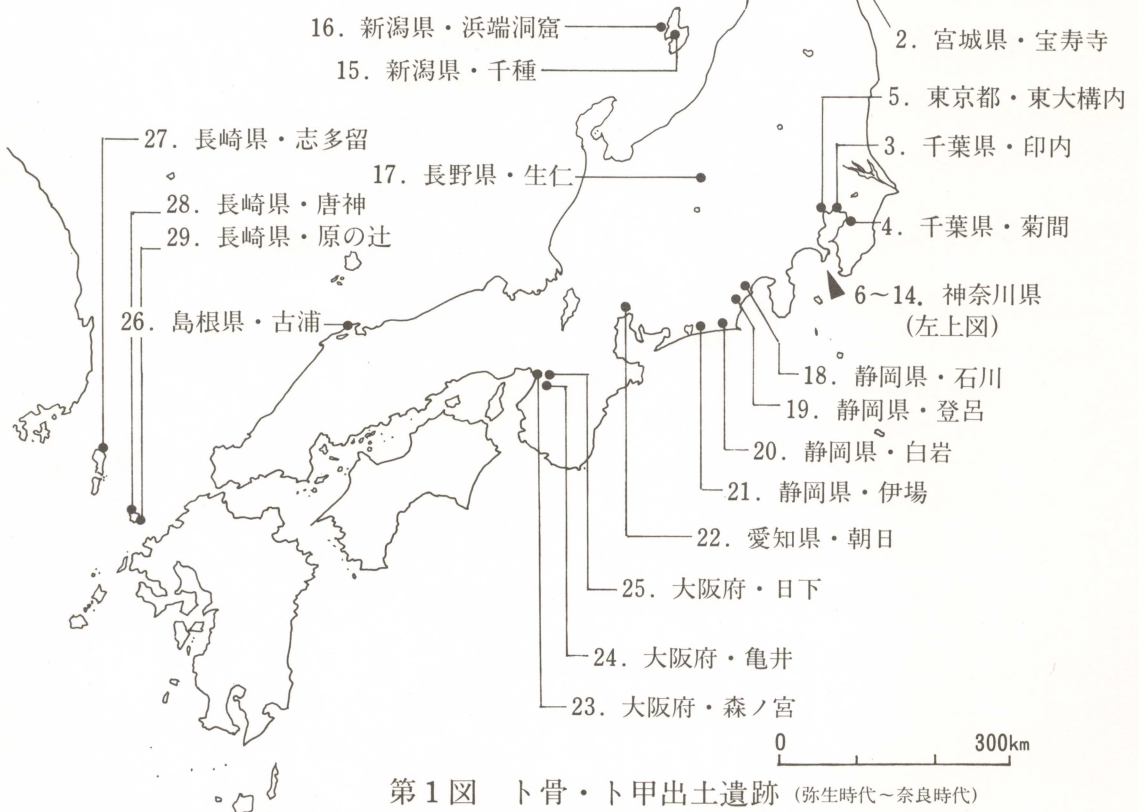 16. 新潟県・浜端洞窟
15. 新潟県・千種
2. 宮城県・宝寿寺
5. 東京都・東大構内
3. 千葉県・印内
4. 千葉県・菊間
27. 長崎県・志多留
17. 長野県・生仁
28. 長崎県・唐神
29. 長崎県・原の辻
6～14. 神奈川県
(左上図)
26. 島根県・古浦
18. 静岡県・石川
19. 静岡県・登呂
20. 静岡県・白岩
21. 静岡県・伊場
22. 愛知県・朝日
25. 大阪府・日下
24. 大阪府・亀井
23. 大阪府・森ノ宮
0 300km
第1図 卜骨・卜甲出土遺跡 (弥生時代～奈良時代)